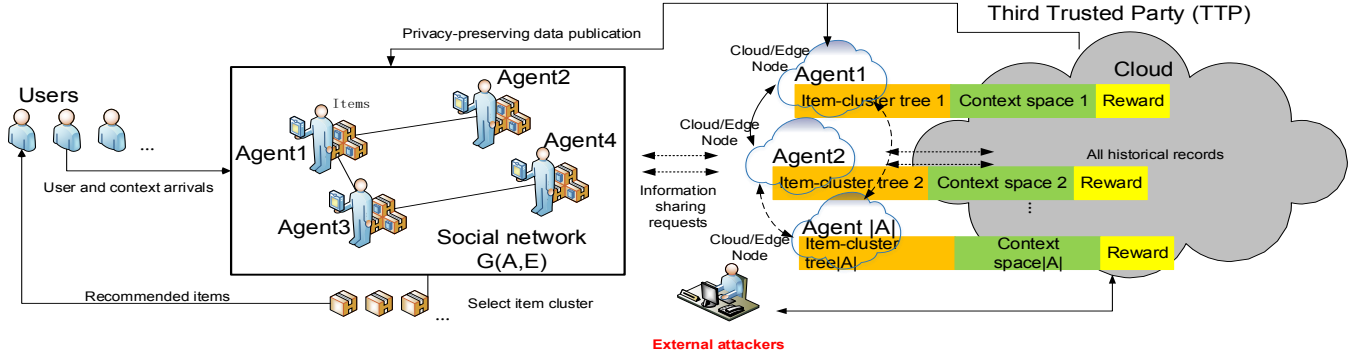 Third Trusted Party (TTP)
Privacy-preserving data publication
Cloud/Edge
Node
Cloud
Agent1
Item-cluster tree 1
Context space 1
Reward
Users
...
User and context arrivals
Items
Agent1
Agent2
Agent3
Agent4
Social network
G(A,E)
Information
sharing
requests
Cloud/Edge
Node
Agent2
Item-cluster tree 2
Context space 2
Reward
All historical records
...
Agent |A|
Item-cluster
tree|A|
Context
space|A|
Reward
Cloud/Edge
Node
Recommended items
...
Select item cluster
External attackers